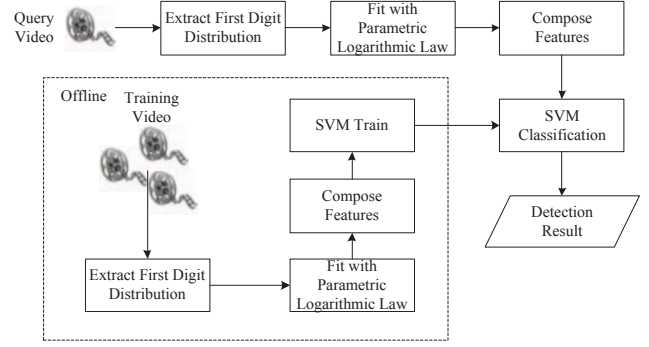 Query
Video
Extract First Digit
Distribution
Fit with
Parametric
Logarithmic Law
Compose
Features
Offline
Training
Video
SVM Train
SVM
Classification
Compose
Features
Detection
Result
Extract First Digit
Distribution
Fit with
Parametric
Logarithmic Law